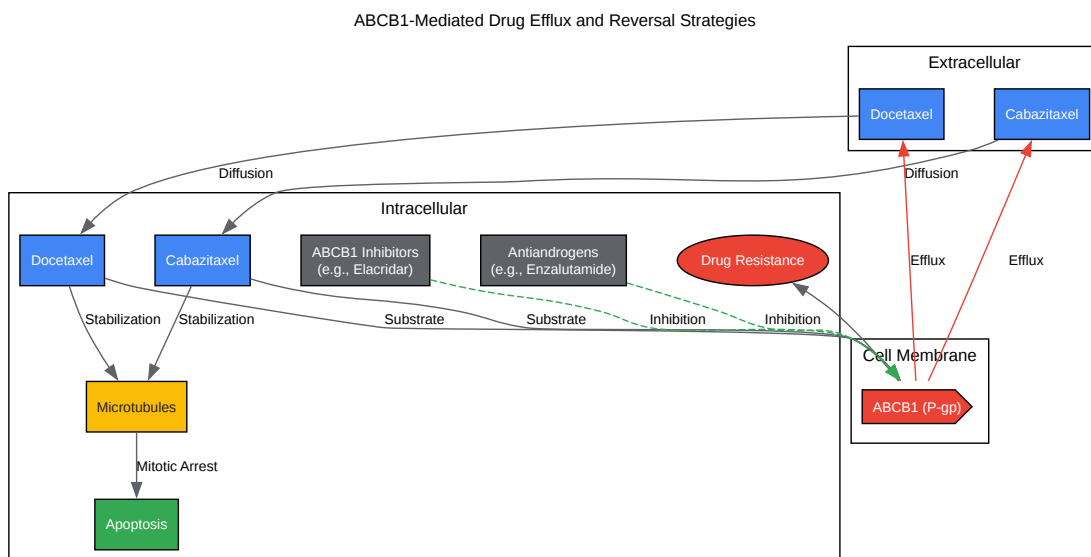 ABCB1-Mediated Drug Efflux and Reversal Strategies
Extracellular
Docetaxel
Cabazitaxel
Diffusion
Diffusion
Intracellular
Docetaxel
Cabazitaxel
ABCB1 Inhibitors
(e.g., Elacridar)
Antiandrogens
(e.g., Enzalutamide)
Drug Resistance
Efflux
Efflux
Stabilization
Stabilization
Substrate
Substrate
Inhibition
Inhibition
Cell Membrane
ABCB1 (P-gp)
Microtubules
Mitotic Arrest
Apoptosis